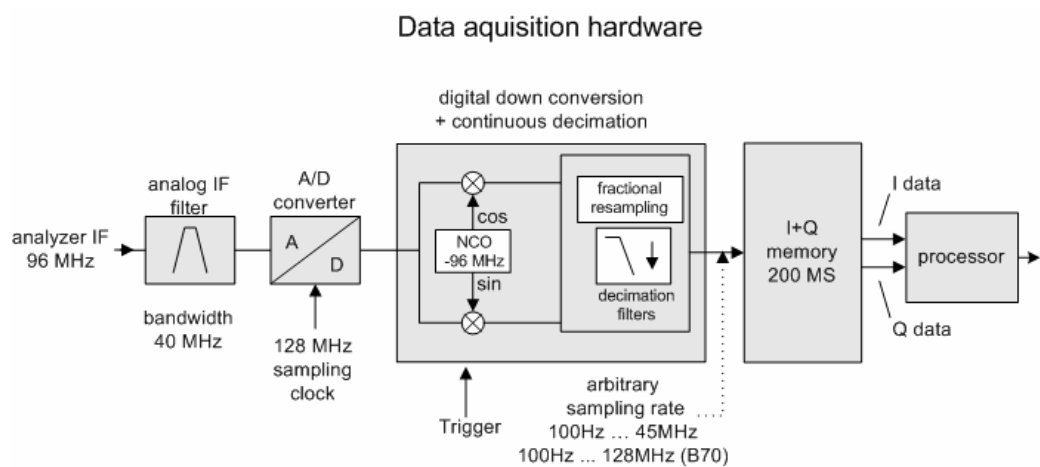 Data aquisition hardware
digital down conversion
+ continuous decimation
analog IF
filter
A/D
converter
analyzer IF
96 MHz
A
D
cos
NCO
-96 MHz
sin
fractional
resampling
decimation
filters
I+Q
memory
200 MS
I data
processor
Q data
bandwidth
40 MHz
128 MHz
sampling
clock
Trigger
arbitrary
sampling rate
100Hz ... 45MHz
100Hz ... 128MHz (B70)